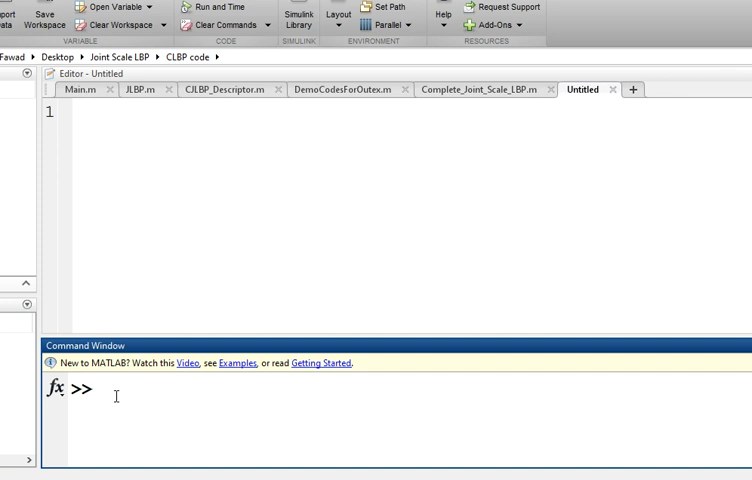 port Save Open Variable Run and Time Simulink Layout Set Path Help Request Support
Data Workspace Clear Workspace Clear Commands Library Parallel Add-Ons
VARIABLE CODE SIMULINK ENVIRONMENT RESOURCES
Fawad Desktop Joint Scale LBP CLBP code
Editor - Untitled
Main.m JLBP.m CJLBP_Descriptor.m DemoCodesForOutex.m Complete_Joint_Scale_LBP.m Untitled +
1
Command Window
New to MATLAB? Watch this Video, see Examples, or read Getting Started.
fx >>